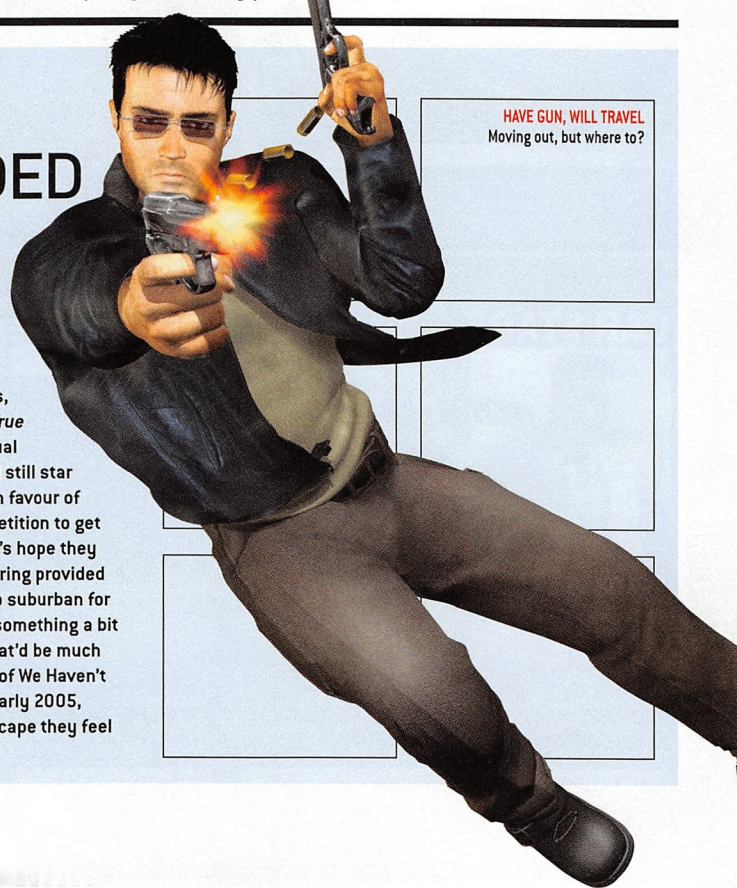 DED
HAVE GUN, WILL TRAVEL
Moving out, but where to?
s,
rue
ual
still star
n favour of
etition to get
's hope they
ring provided
o suburban for
something a bit
at'd be much
of We Haven't
arly 2005,
cape they feel